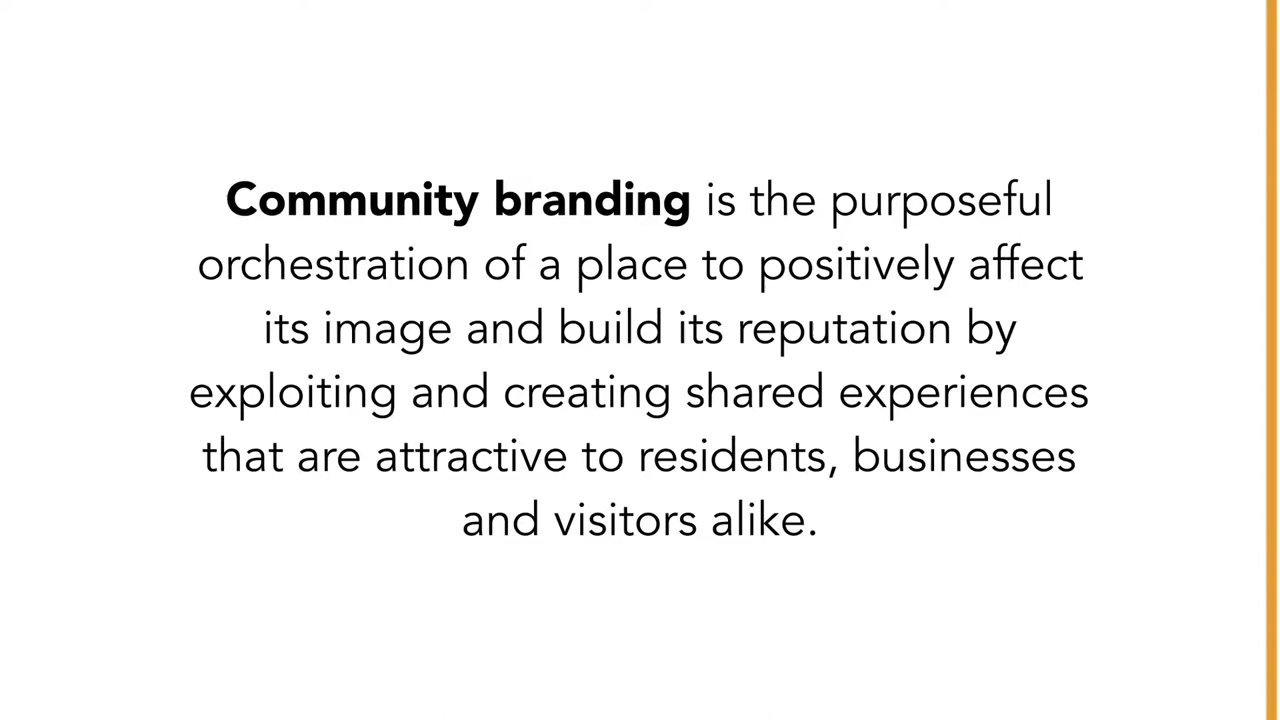 Community branding is the purposeful
orchestration of a place to positively affect
its image and build its reputation by
exploiting and creating shared experiences
that are attractive to residents, businesses
and visitors alike.